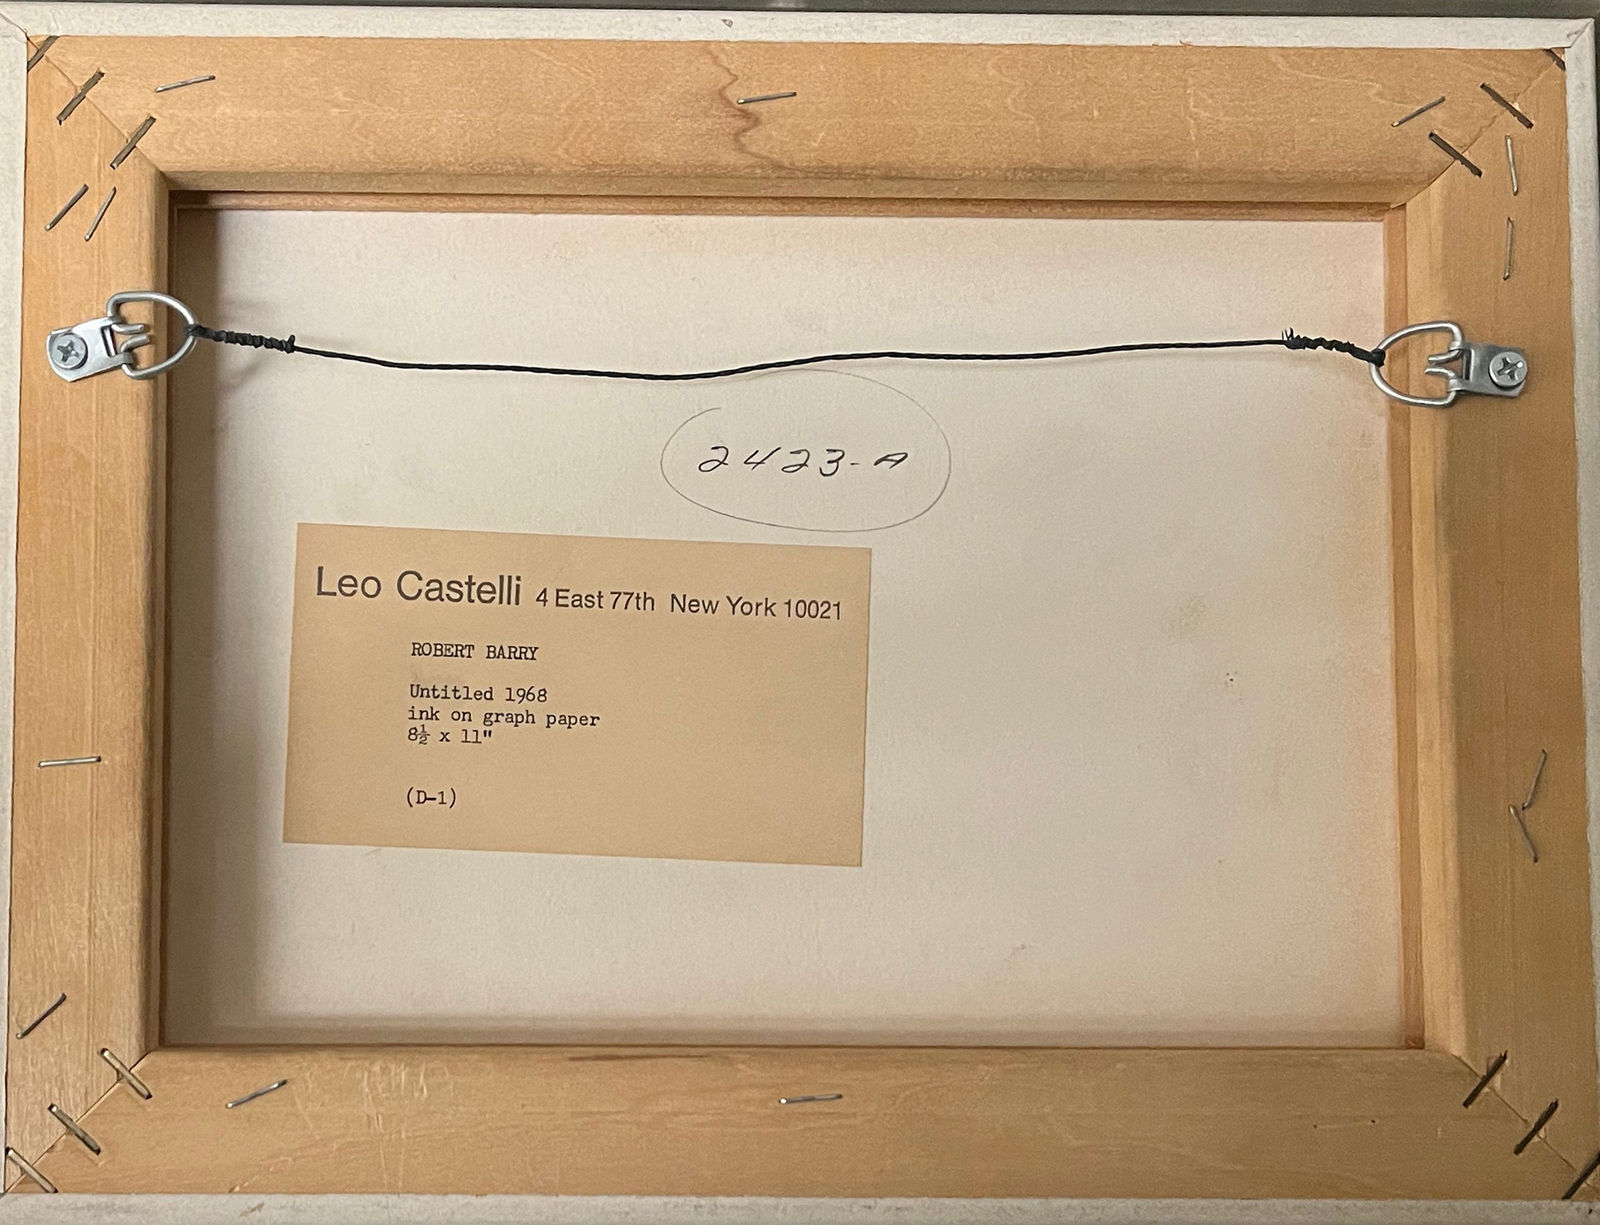 2423-A
Leo Castelli 4 East 77th New York 10021
ROBERT BARRY
Untitled 1968
ink on graph paper
8½ x 11"
(D-1)